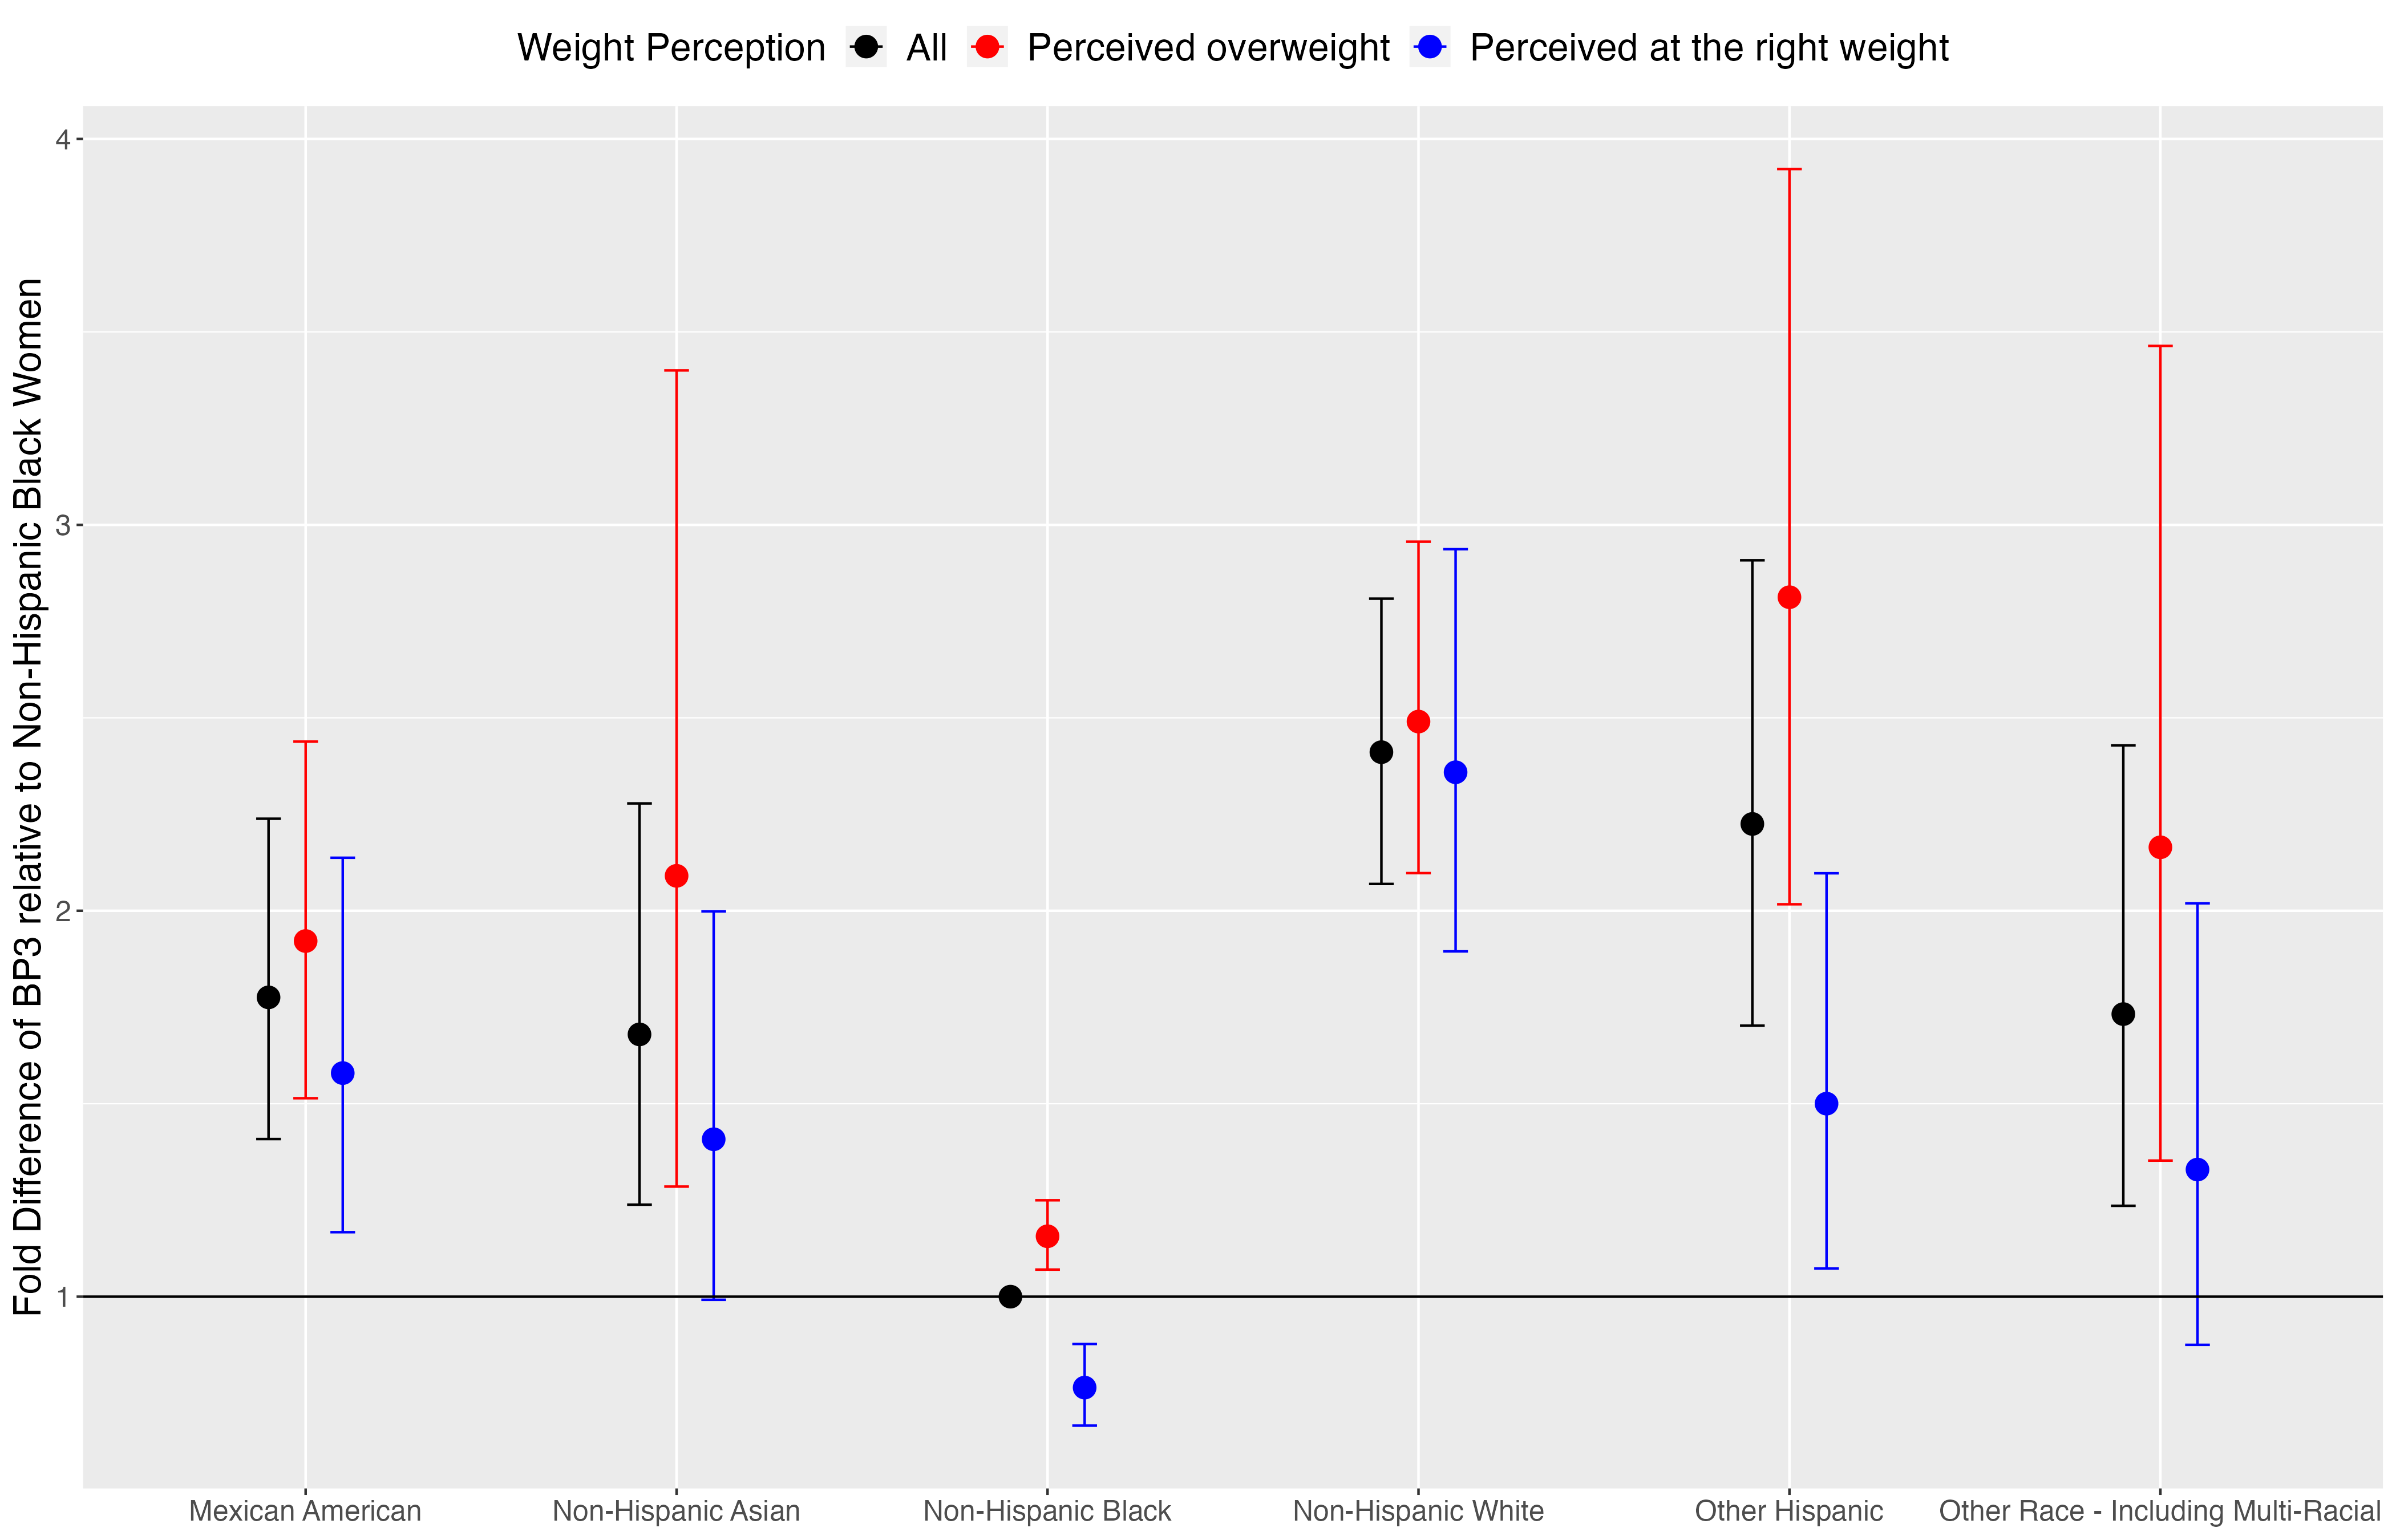 Weight Perception All Perceived overweight Perceived at the right weight
Fold Difference of BP3 relative to Non-Hispanic Black Women
4
3
2
1
Mexican American Non-Hispanic Asian Non-Hispanic Black Non-Hispanic White Other Hispanic Other Race - Including Multi-Racial